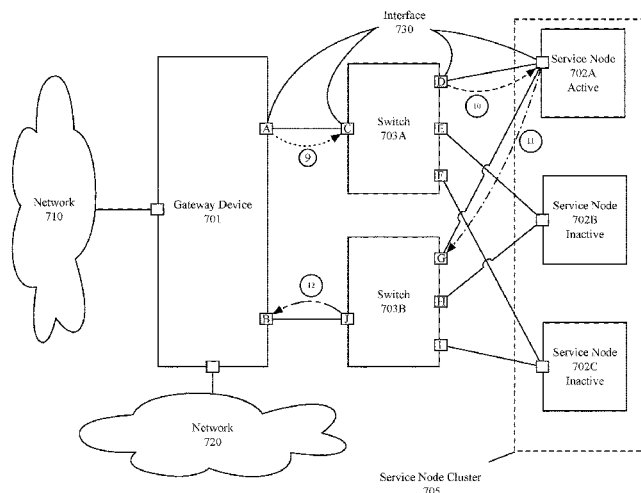 Interface
730
Service Node
702A
Active
D
10
A
C
Switch
703A
E
9
11
F
Network
710
Gateway Device
701
Service Node
702B
Inactive
G
12
Switch
703B
H
B
J
I
Service Node
702C
Inactive
Network
720
Service Node Cluster
705